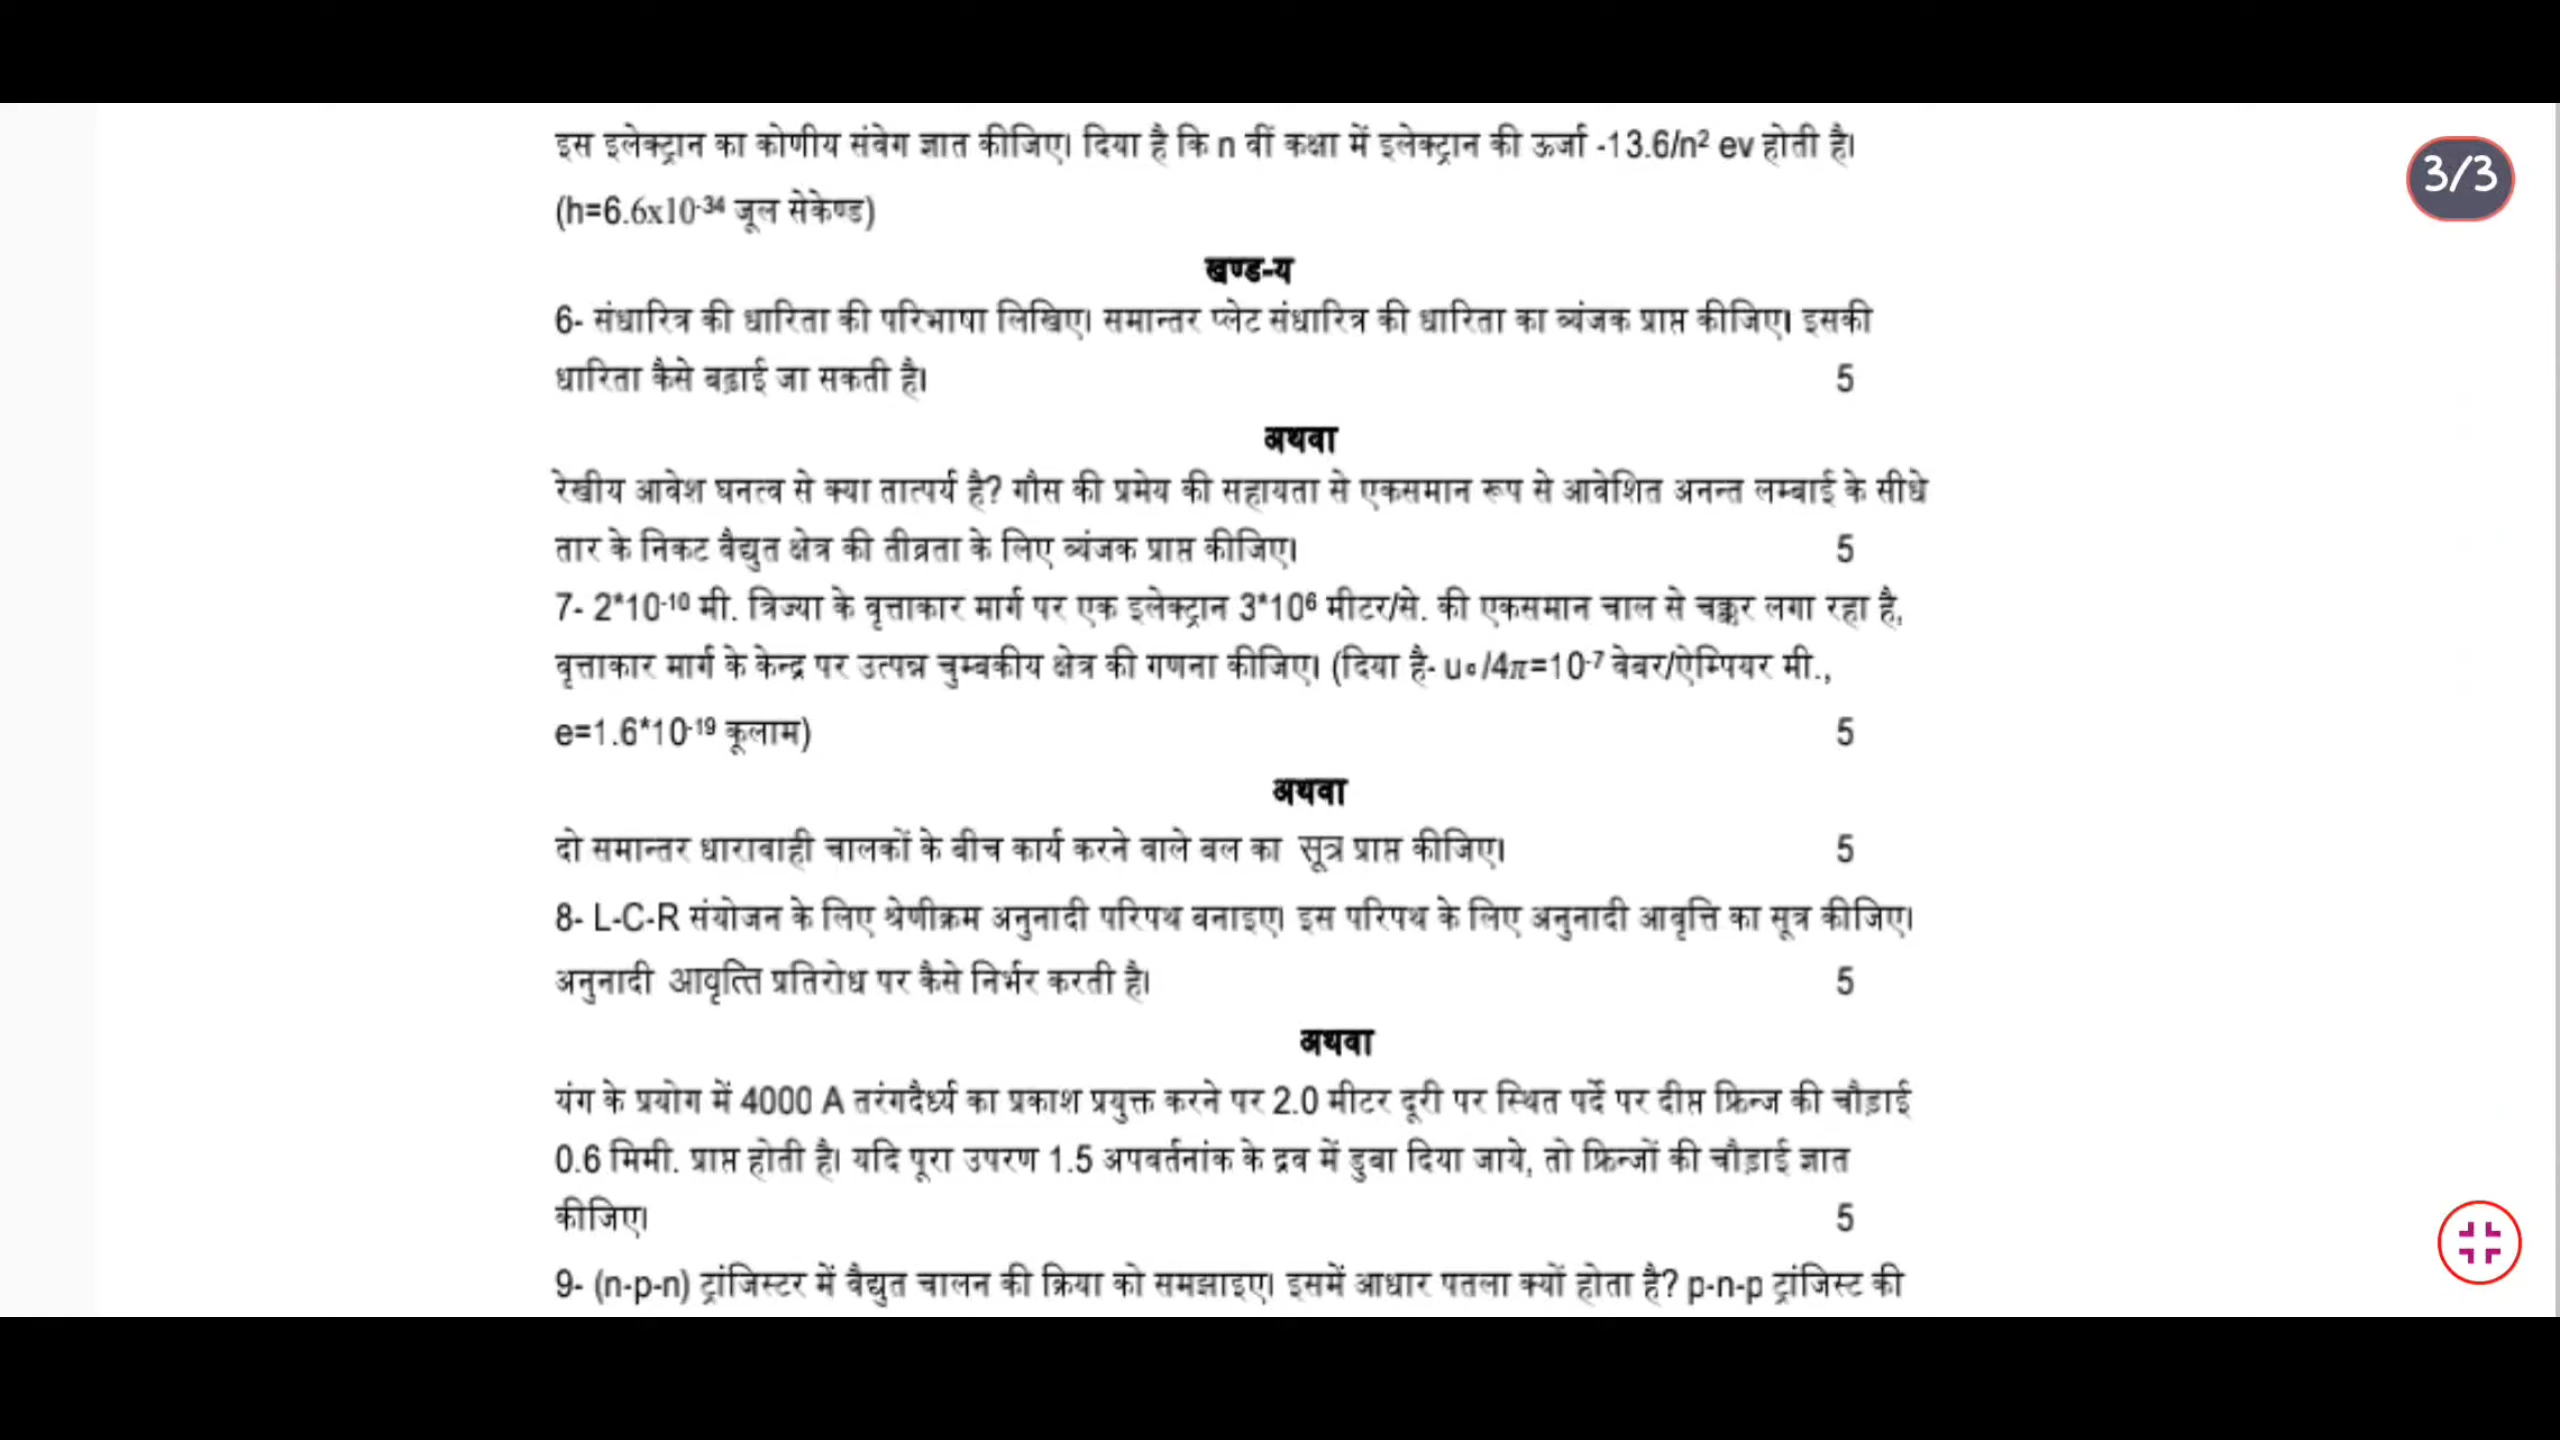 इस इलेक्ट्रान का कोणीय संवेग ज्ञात कीजिए। दिया है कि n वीं कक्षा में इलेक्ट्रान की ऊर्जा -13.6/n² ev होती है।
3/3
(h=6.6x10⁻³⁴ जूल सेकेण्ड)
खण्ड-य
6- संधारित्र की धारिता की परिभाषा लिखिए। समान्तर प्लेट संधारित्र की धारिता का व्यंजक प्राप्त कीजिए। इसकी
धारिता कैसे बढ़ाई जा सकती है। 5
अथवा
रेखीय आवेश घनत्व से क्या तात्पर्य है? गौस की प्रमेय की सहायता से एकसमान रूप से आवेशित अनन्त लम्बाई के सीधे
तार के निकट वैद्युत क्षेत्र की तीव्रता के लिए व्यंजक प्राप्त कीजिए। 5
7- 2*10⁻¹⁰ मी. त्रिज्या के वृत्ताकार मार्ग पर एक इलेक्ट्रान 3*10⁶ मीटर/से. की एकसमान चाल से चक्कर लगा रहा है,
वृत्ताकार मार्ग के केन्द्र पर उत्पन्न चुम्बकीय क्षेत्र की गणना कीजिए। (दिया है- u₀/4π=10⁻⁷ वेबर/ऐम्पियर मी.,
e=1.6*10⁻¹⁹ कूलाम) 5
अथवा
दो समान्तर धारावाही चालकों के बीच कार्य करने वाले बल का सूत्र प्राप्त कीजिए। 5
8- L-C-R संयोजन के लिए श्रेणीक्रम अनुनादी परिपथ बनाइए। इस परिपथ के लिए अनुनादी आवृत्ति का सूत्र कीजिए।
अनुनादी आवृत्ति प्रतिरोध पर कैसे निर्भर करती है। 5
अथवा
यंग के प्रयोग में 4000 A तरंगदैर्ध्य का प्रकाश प्रयुक्त करने पर 2.0 मीटर दूरी पर स्थित पर्दे पर दीप्त फ्रिन्ज की चौड़ाई
0.6 मिमी. प्राप्त होती है। यदि पूरा उपरण 1.5 अपवर्तनांक के द्रव में डुबा दिया जाये, तो फ्रिन्जों की चौड़ाई ज्ञात
कीजिए। 5
9- (n-p-n) ट्रांजिस्टर में वैद्युत चालन की क्रिया को समझाइए। इसमें आधार पतला क्यों होता है? p-n-p ट्रांजिस्ट की